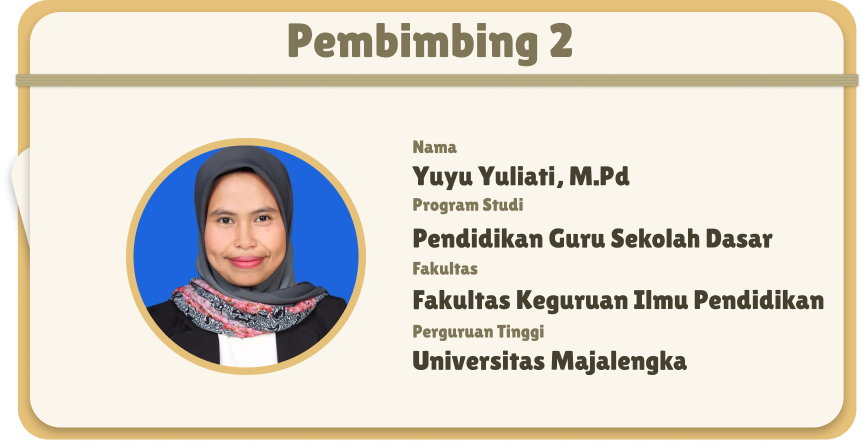 Pembimbing 2
Nama
Yuyu Yuliati, M.Pd
Program Studi
Pendidikan Guru Sekolah Dasar
Fakultas
Fakultas Keguruan Ilmu Pendidikan
Perguruan Tinggi
Universitas Majalengka